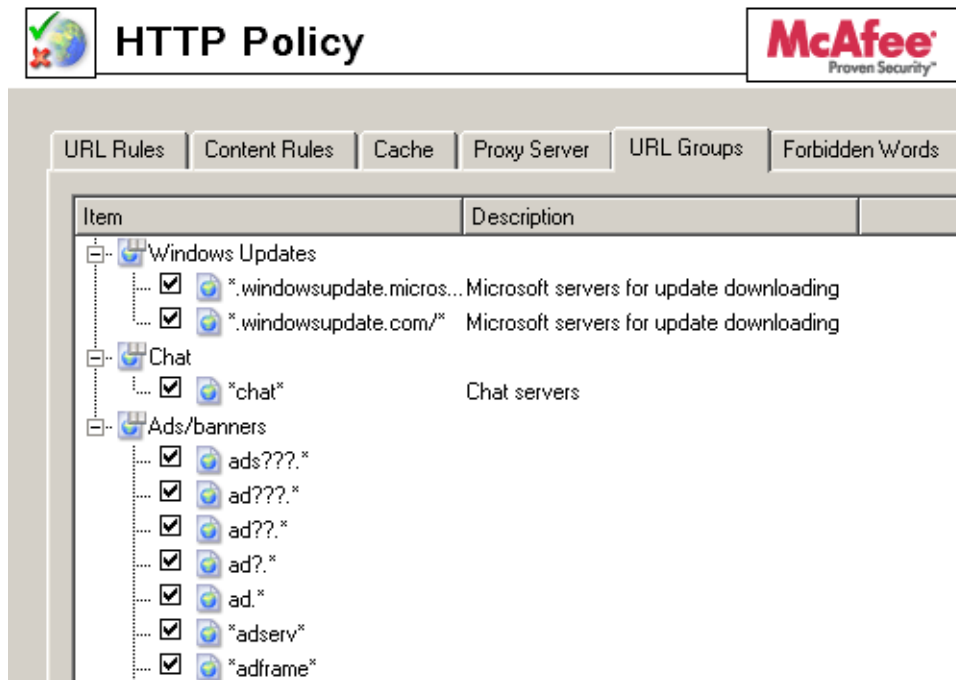 HTTP Policy
McAfee
Proven Security™
URL Rules Content Rules Cache Proxy Server URL Groups Forbidden Words
Item Description
Windows Updates
*.windowsupdate.micros... Microsoft servers for update downloading
*.windowsupdate.com/* Microsoft servers for update downloading
Chat
*chat* Chat servers
Ads/banners
ads???.*
ad???.*
ad??.*
ad?.*
ad.*
*adserv*
*adframe*